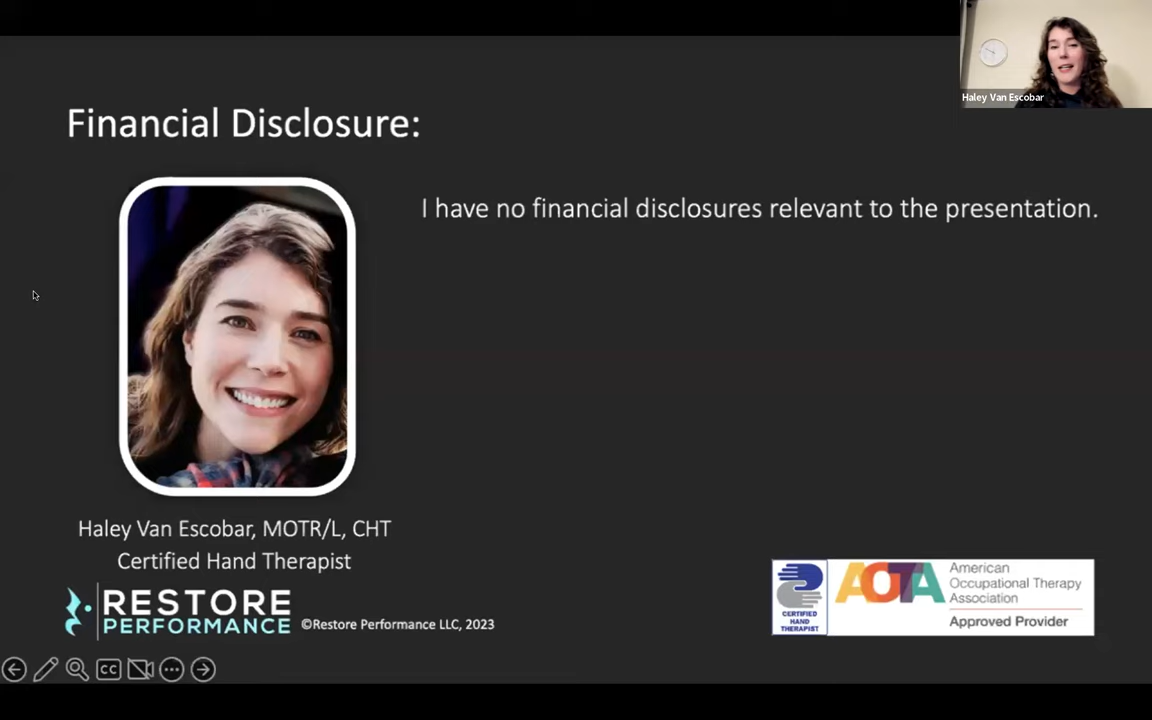 Haley Van Escobar
Financial Disclosure:
I have no financial disclosures relevant to the presentation.
Haley Van Escobar, MOTR/L, CHT
Certified Hand Therapist
RESTORE
PERFORMANCE
©Restore Performance LLC, 2023
CERTIFIED
HAND
THERAPIST
AOTA
American
Occupational Therapy
Association
Approved Provider
CC